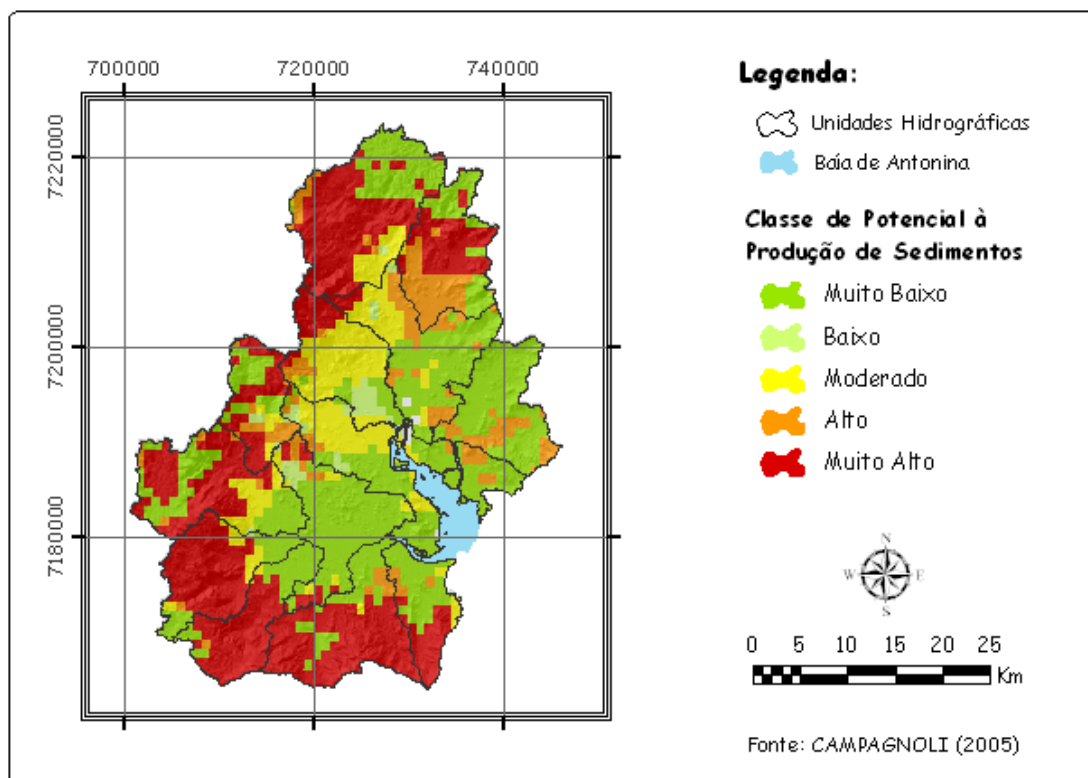 700000 720000 740000
7220000
7200000
7180000
Legenda:
Unidades Hidrográficas
Baía de Antonina
Classe de Potencial à
Produção de Sedimentos
Muito Baixo
Baixo
Moderado
Alto
Muito Alto
N
W E
S
0 5 10 15 20 25
Km
Fonte: CAMPAGNOLI (2005)